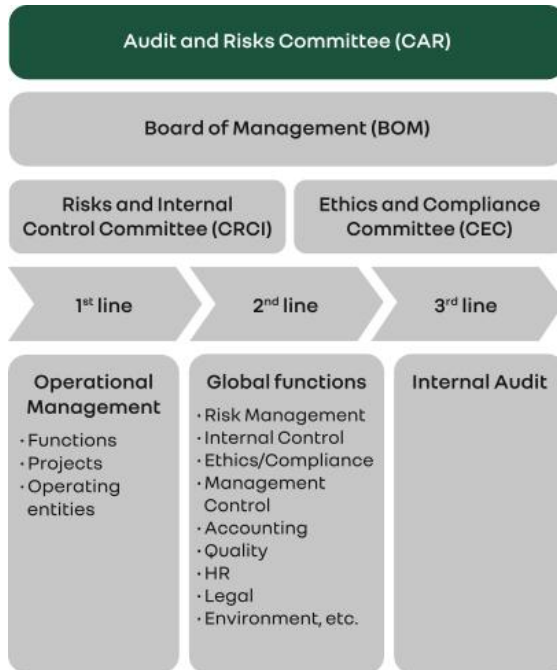 Audit and Risks Committee (CAR)
Board of Management (BOM)
Risks and Internal
Control Committee (CRCI)
Ethics and Compliance
Committee (CEC)
1st line
2nd line
3rd line
Operational
Management
· Functions
· Projects
· Operating
entities
Global functions
· Risk Management
· Internal Control
· Ethics/Compliance
· Management
Control
· Accounting
· Quality
· HR
· Legal
· Environment, etc.
Internal Audit